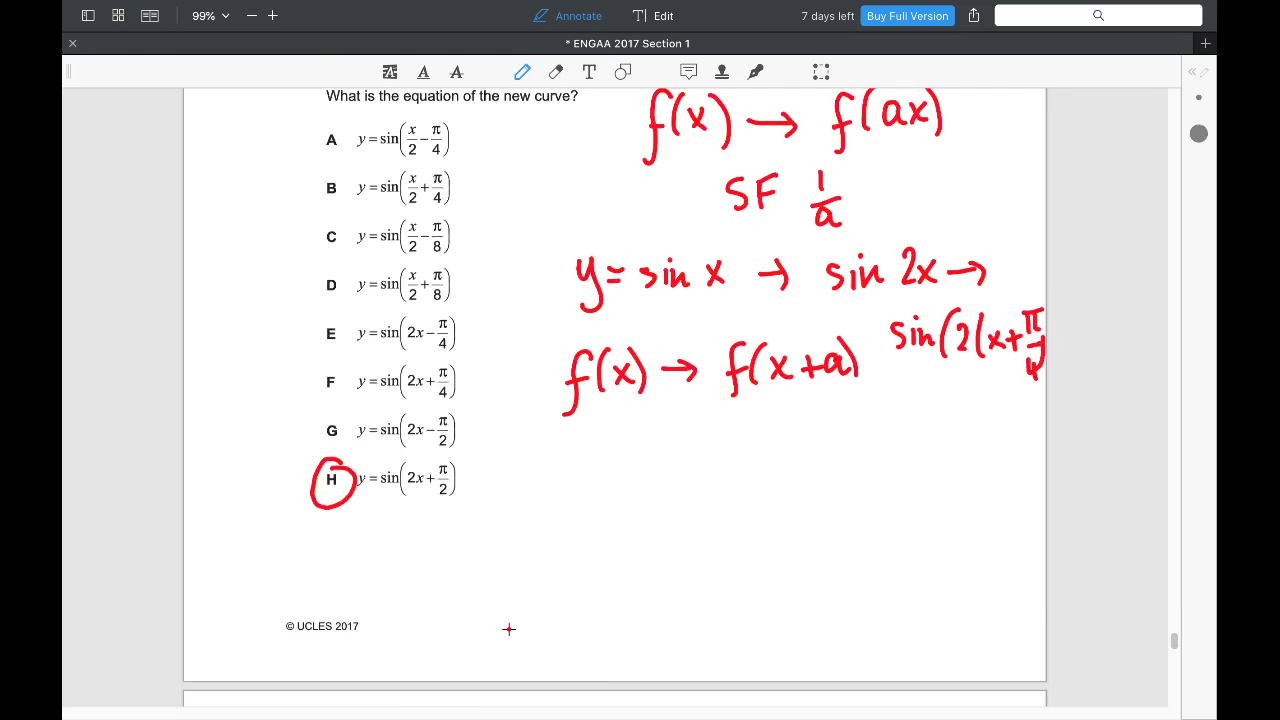 99% Annotate Edit 7 days left Buy Full Version
* ENGAA 2017 Section 1
What is the equation of the new curve?
A y = sin(x/2 − π/4)
B y = sin(x/2 + π/4)
C y = sin(x/2 − π/8)
D y = sin(x/2 + π/8)
E y = sin(2x − π/4)
F y = sin(2x + π/4)
G y = sin(2x − π/2)
H y = sin(2x + π/2)
f(x) → f(ax)
SF 1/a
y = sin x → sin 2x →
sin(2(x + π/4)
f(x) → f(x+a)
© UCLES 2017